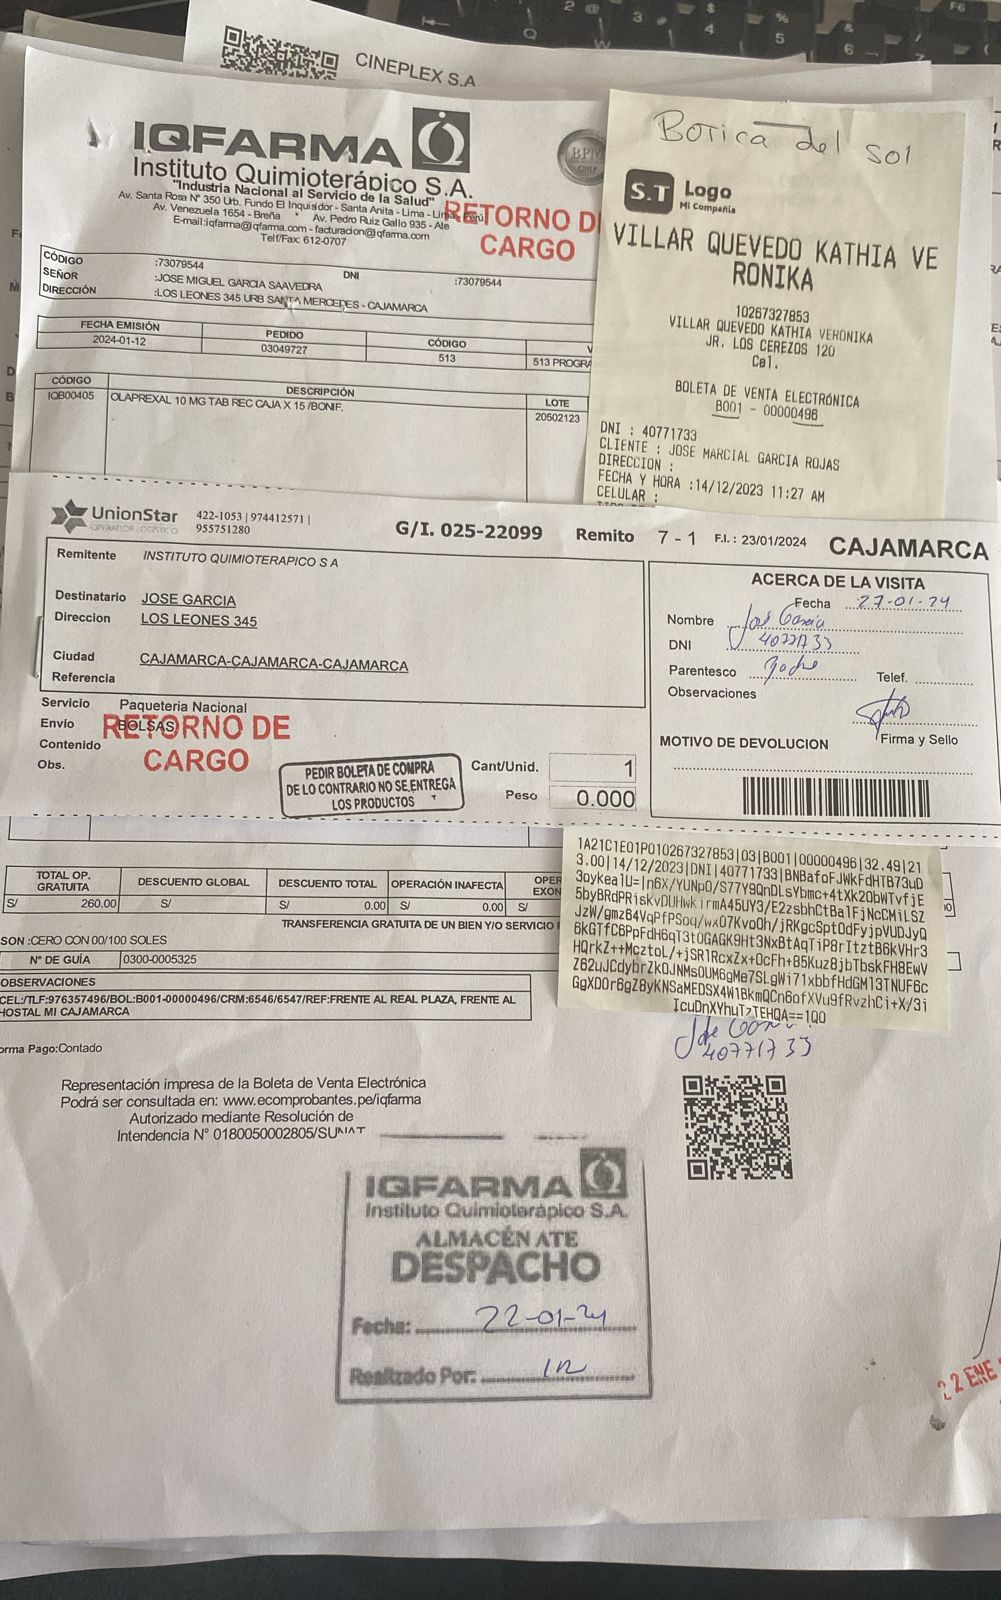 CINEPLEX S.A
IQFARMA
Instituto Quimioterápico S.A.
"Industria Nacional al Servicio de la Salud"
Av. Santa Rosa N° 350 Urb. Fundo El Inquisidor - Santa Anita - Lima - Lima - Perú
Av. Venezuela 1654 - Breña * Av. Pedro Ruiz Gallo 935 - Ate
E-mail:iqfarma@iqfarma.com - facturacion@iqfarma.com
Telf/Fax: 612-0707
BPM
RETORNO DE
CARGO
CÓDIGO :73079544 DNI :73079544
SEÑOR :JOSE MIGUEL GARCIA SAAVEDRA
DIRECCIÓN :LOS LEONES 345 URB SANTA MERCEDES - CAJAMARCA
FECHA EMISIÓN PEDIDO CÓDIGO V
2024-01-12 03049727 513 513 PROGRA
CÓDIGO DESCRIPCIÓN LOTE
IQB00405 OLAPREXAL 10 MG TAB REC CAJA X 15 /BONIF. 20502123
Botica del Sol
S.T Logo
Mi Compañia
VILLAR QUEVEDO KATHIA VE
RONIKA
10267327853
VILLAR QUEVEDO KATHIA VERONIKA
JR. LOS CEREZOS 120
Cel.
BOLETA DE VENTA ELECTRÓNICA
B001 - 00000496
DNI : 40771733
CLIENTE : JOSE MARCIAL GARCIA ROJAS
DIRECCION :
FECHA Y HORA :14/12/2023 11:27 AM
CELULAR :
UnionStar
OPERADOR LOGISTICO
422-1053 | 974412571 |
955751280
G/I. 025-22099 Remito 7 - 1 F.I. : 23/01/2024 CAJAMARCA
Remitente INSTITUTO QUIMIOTERAPICO S A
Destinatario JOSE GARCIA
Direccion LOS LEONES 345
Ciudad CAJAMARCA-CAJAMARCA-CAJAMARCA
Referencia
Servicio Paqueteria Nacional
Envio BOLSAS
Contenido
Obs.
RETORNO DE
CARGO
PEDIR BOLETA DE COMPRA
DE LO CONTRARIO NO SE ENTREGA
LOS PRODUCTOS
Cant/Unid. 1
Peso 0.000
ACERCA DE LA VISITA
Fecha 27-01-24
Nombre José García
DNI
Parentesco Padre Telef.
Observaciones
Firma y Sello
MOTIVO DE DEVOLUCION
TOTAL OP. GRATUITA DESCUENTO GLOBAL DESCUENTO TOTAL OPERACIÓN INAFECTA OPER EXON
S/ 260.00 S/ S/ 0.00 S/ 0.00 S/
TRANSFERENCIA GRATUITA DE UN BIEN Y/O SERVICIO
SON :CERO CON 00/100 SOLES
N° DE GUÍA 0300-0005325
OBSERVACIONES
CEL:/TLF:976357496/BOL:B001-00000496/CRM:6546/6547/REF:FRENTE AL REAL PLAZA, FRENTE AL
HOSTAL MI CAJAMARCA
orma Pago:Contado
1A21C1E01P010267327853|03|B001|00000496|32.49|21
3.00|14/12/2023|DNI|40771733|
40771733
Representación impresa de la Boleta de Venta Electrónica
Podrá ser consultada en: www.ecomprobantes.pe/iqfarma
Autorizado mediante Resolución de
Intendencia N° 0180050002805/SUNAT
IQFARMA
Instituto Quimioterápico S.A.
ALMACÉN ATE
DESPACHO
Fecha: 22-01-24
Realizado Por:
22 ENE